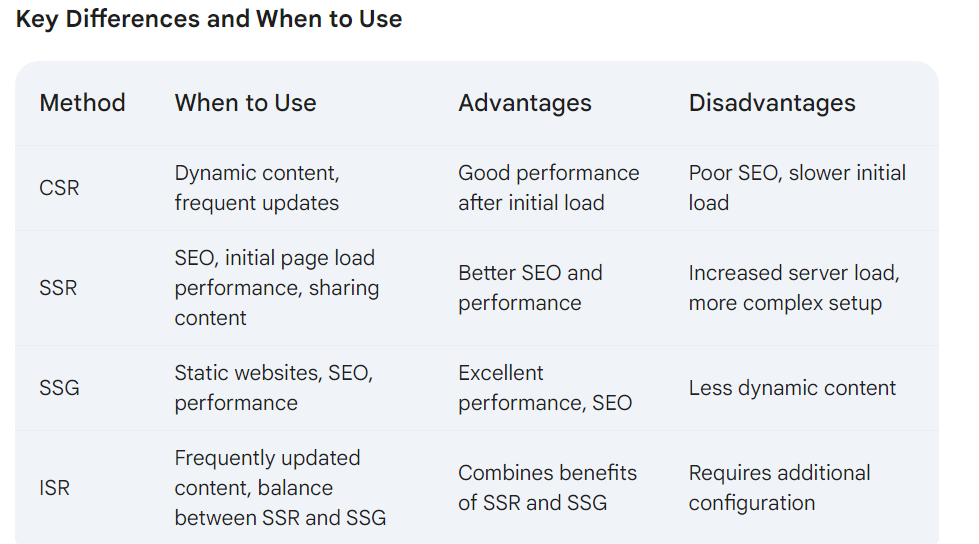 Key Differences and When to Use
Method When to Use Advantages Disadvantages
CSR
Dynamic content,
frequent updates
Good performance
after initial load
Poor SEO, slower initial
load
SSR
SEO, initial page load
performance, sharing
content
Better SEO and
performance
Increased server load,
more complex setup
SSG
Static websites, SEO,
performance
Excellent
performance, SEO
Less dynamic content
ISR
Frequently updated
content, balance
between SSR and SSG
Combines benefits
of SSR and SSG
Requires additional
configuration